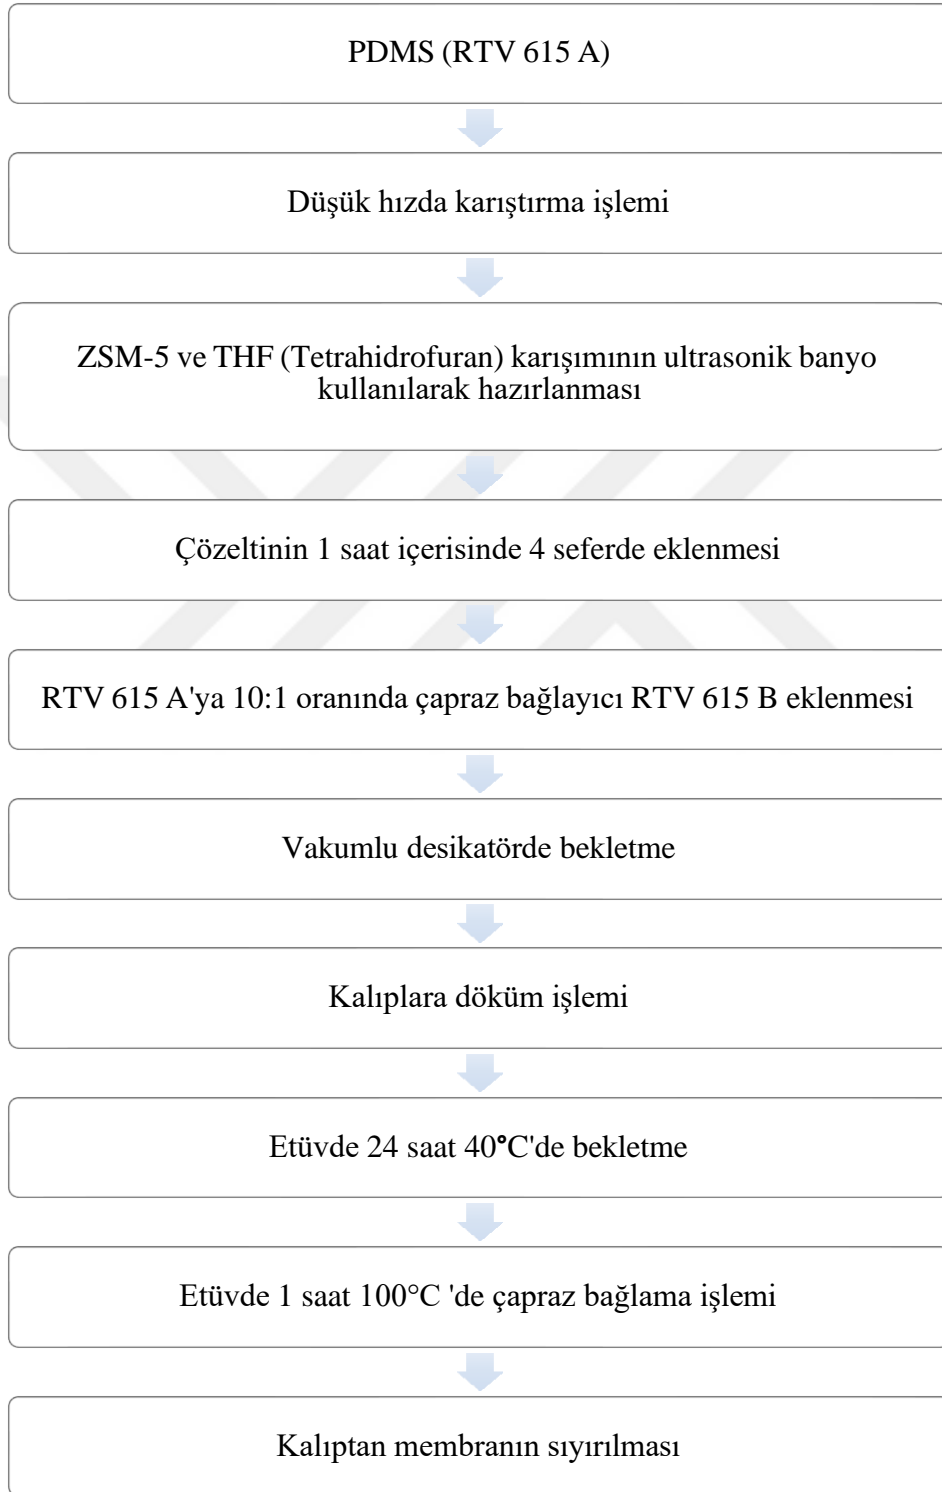 PDMS (RTV 615 A)
Düşük hızda karıştırma işlemi
ZSM-5 ve THF (Tetrahidrofuran) karışımının ultrasonik banyo
kullanılarak hazırlanması
Çözeltinin 1 saat içerisinde 4 seferde eklenmesi
RTV 615 A'ya 10:1 oranında çapraz bağlayıcı RTV 615 B eklenmesi
Vakumlu desikatörde bekletme
Kalıplara döküm işlemi
Etüvde 24 saat 40°C'de bekletme
Etüvde 1 saat 100°C 'de çapraz bağlama işlemi
Kalıptan membranın sıyırılması